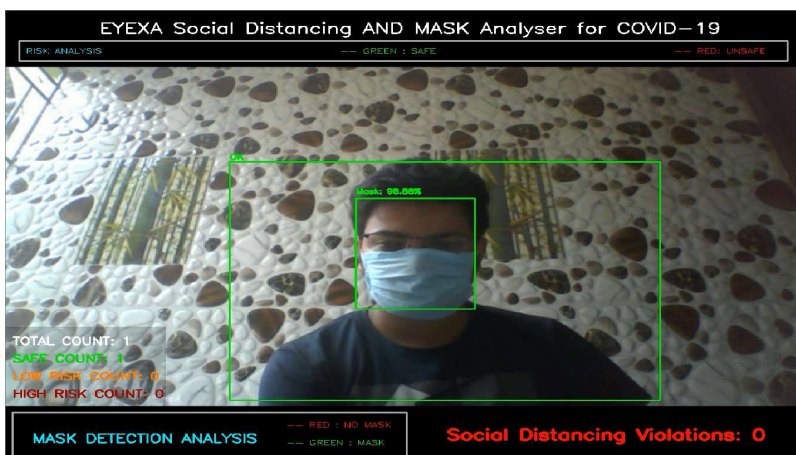 EYEXA Social Distancing AND MASK Analyser for COVID-19
RISK ANALYSIS -- GREEN : SAFE -- RED: UNSAFE
OK
Mask: 98.88%
TOTAL COUNT: 1
SAFE COUNT: 1
LOW RISK COUNT: 0
HIGH RISK COUNT: 0
MASK DETECTION ANALYSIS
-- RED : NO MASK
-- GREEN : MASK
Social Distancing Violations: 0